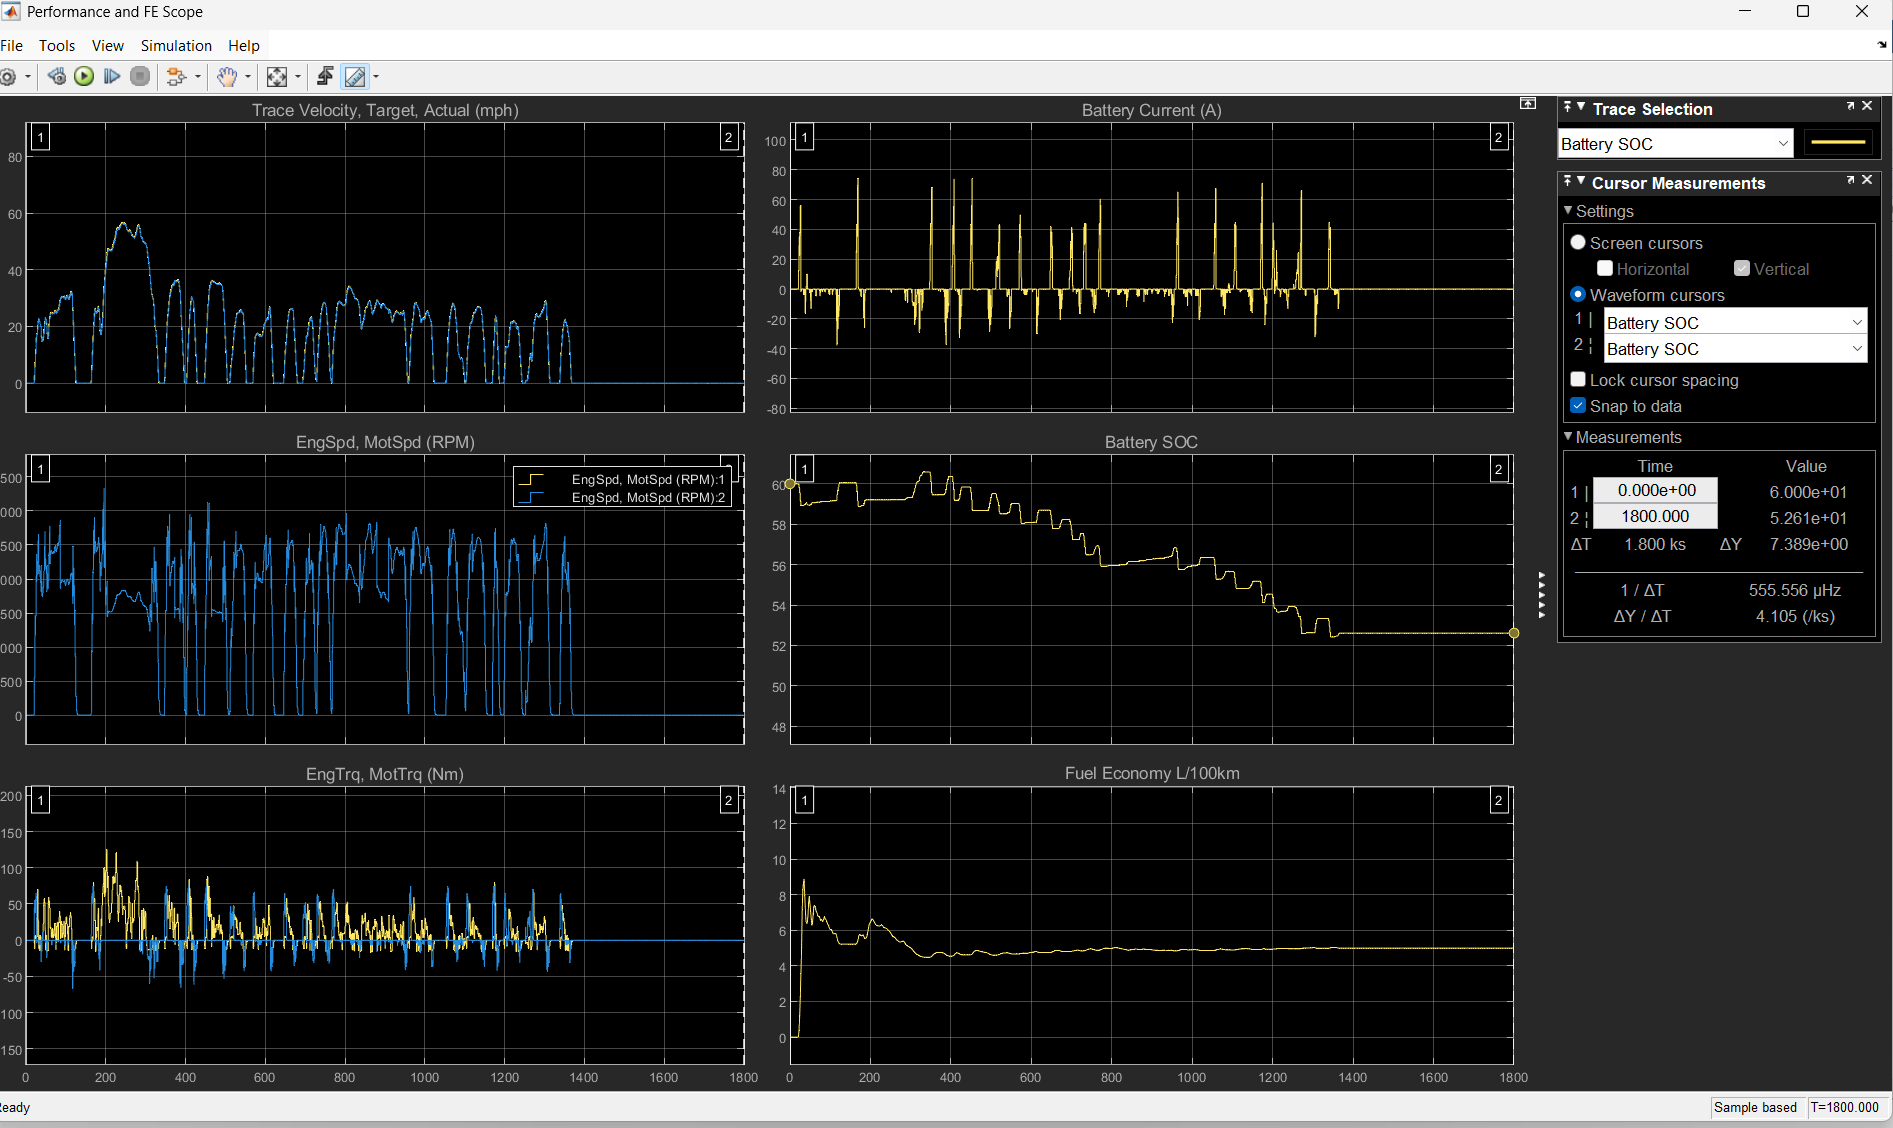 Performance and FE Scope
File Tools View Simulation Help
Trace Velocity, Target, Actual (mph)
1
2
80
60
40
20
0
Battery Current (A)
1
2
100
80
60
40
20
0
-20
-40
-60
-80
EngSpd, MotSpd (RPM)
1
EngSpd, MotSpd (RPM):1
EngSpd, MotSpd (RPM):2
500
000
500
000
500
000
500
0
Battery SOC
1
2
60
58
56
54
52
50
48
EngTrq, MotTrq (Nm)
1
2
200
150
100
50
0
-50
100
150
0 200 400 600 800 1000 1200 1400 1600 1800
Fuel Economy L/100km
1
2
14
12
10
8
6
4
2
0
0 200 400 600 800 1000 1200 1400 1600 1800
Trace Selection
Battery SOC
Cursor Measurements
Settings
Screen cursors
Horizontal Vertical
Waveform cursors
1 | Battery SOC
2 ¦ Battery SOC
Lock cursor spacing
Snap to data
Measurements
Time Value
1 | 0.000e+00 6.000e+01
2 ¦ 1800.000 5.261e+01
ΔT 1.800 ks ΔY 7.389e+00
1 / ΔT 555.556 µHz
ΔY / ΔT 4.105 (/ks)
eady
Sample based T=1800.000